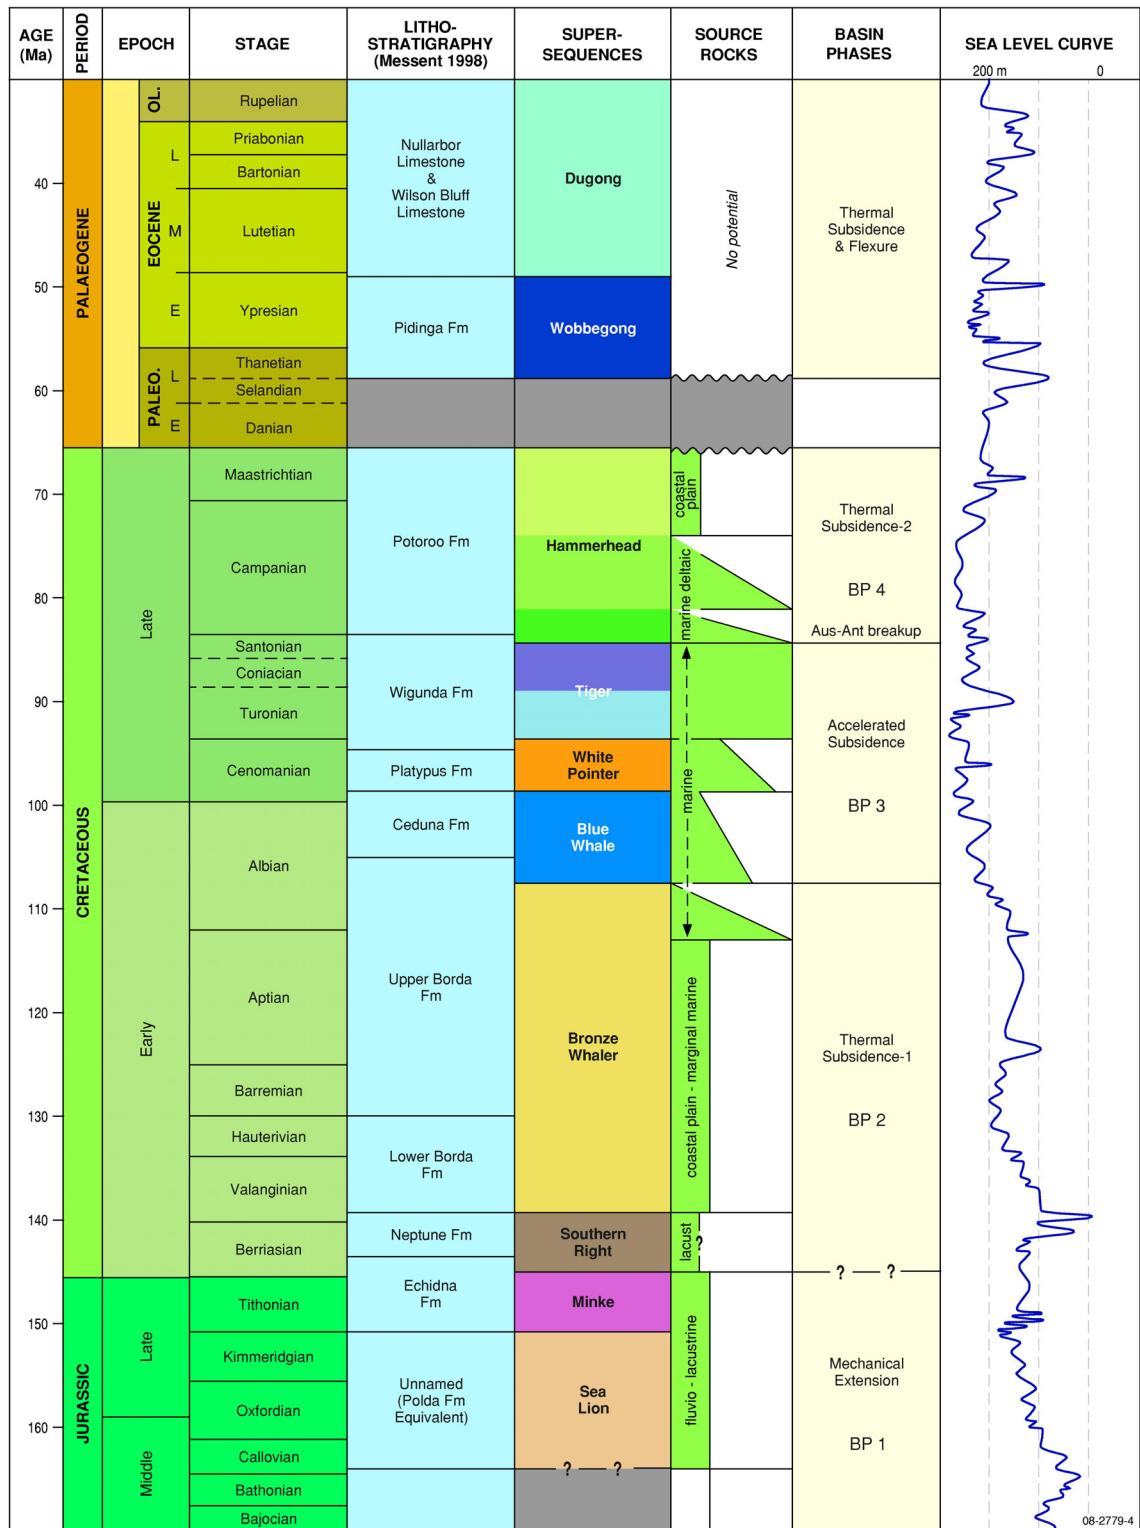 AGE
(Ma)
PERIOD
EPOCH
STAGE
LITHO-
STRATIGRAPHY
(Messent 1998)
SUPER-
SEQUENCES
SOURCE
ROCKS
BASIN
PHASES
SEA LEVEL CURVE
200 m
0
40
50
60
70
80
90
100
110
120
130
140
150
160
PALAEOGENE
CRETACEOUS
JURASSIC
OL.
EOCENE
L
M
E
PALEO.
L
E
Late
Early
Late
Middle
Rupelian
Priabonian
Bartonian
Lutetian
Ypresian
Thanetian
Selandian
Danian
Maastrichtian
Campanian
Santonian
Coniacian
Turonian
Cenomanian
Albian
Aptian
Barremian
Hauterivian
Valanginian
Berriasian
Tithonian
Kimmeridgian
Oxfordian
Callovian
Bathonian
Bajocian
Nullarbor
Limestone
&
Wilson Bluff
Limestone
Pidinga Fm
Potoroo Fm
Wigunda Fm
Platypus Fm
Ceduna Fm
Upper Borda
Fm
Lower Borda
Fm
Neptune Fm
Echidna
Fm
Unnamed
(Polda Fm
Equivalent)
Dugong
Wobbegong
Hammerhead
Tiger
White
Pointer
Blue
Whale
Bronze
Whaler
Southern
Right
Minke
Sea
Lion
? ?
No potential
coastal
plain
marine deltaic
marine
coastal plain - marginal marine
lacust
?
fluvio - lacustrine
Thermal
Subsidence
& Flexure
Thermal
Subsidence-2
BP 4
Aus-Ant breakup
Accelerated
Subsidence
BP 3
Thermal
Subsidence-1
BP 2
? ?
Mechanical
Extension
BP 1
08-2779-4